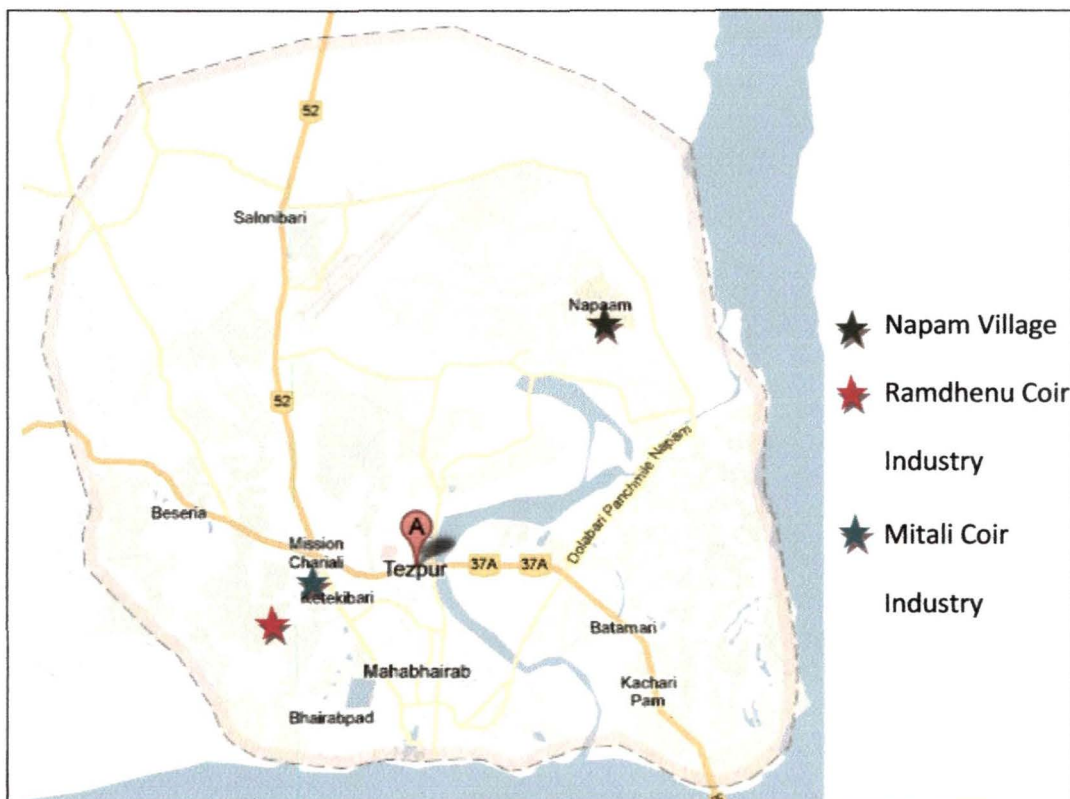 52
Salonibari
Napaam
Napam Village
Ramdhenu Coir
Industry
52
Dolabari Panchmile Napam
Beseria
Mitali Coir
Industry
Mission
Chariali
A
Tezpur
37A
37A
Ketekibari
Batamari
Mahabhairab
Kachari
Pam
Bhairabpad